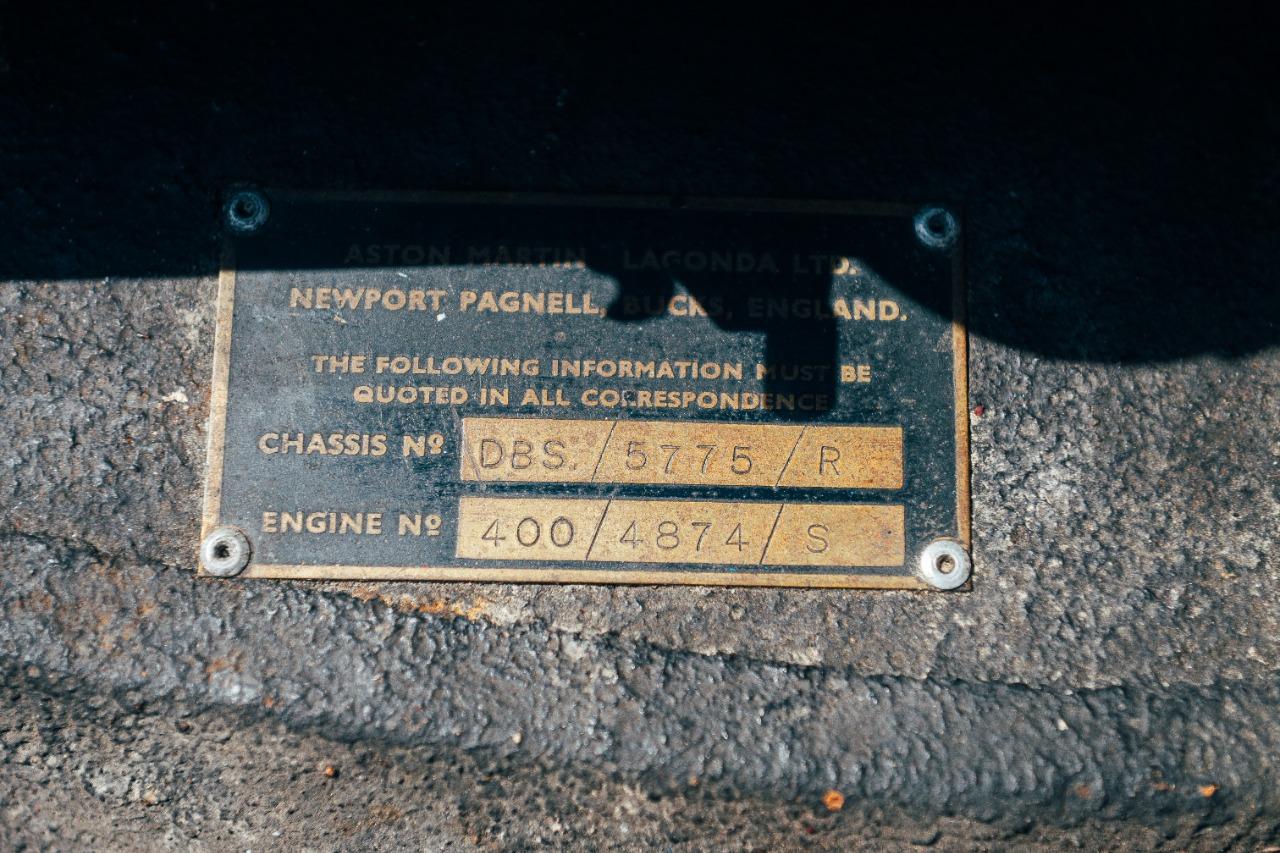 ASTON MARTIN LAGONDA LTD.
NEWPORT PAGNELL, BUCKS, ENGLAND.
THE FOLLOWING INFORMATION MUST BE
QUOTED IN ALL CORRESPONDENCE
CHASSIS Nº DBS. / 5775 / R
ENGINE Nº 400 / 4874 / S